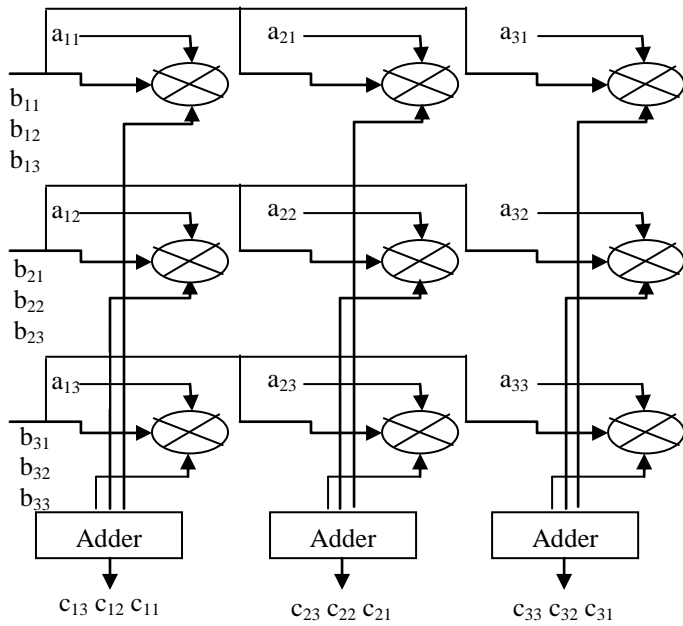 a₁₁ a₂₁ a₃₁
b₁₁
b₁₂
b₁₃
a₁₂ a₂₂ a₃₂
b₂₁
b₂₂
b₂₃
a₁₃ a₂₃ a₃₃
b₃₁
b₃₂
b₃₃
Adder Adder Adder
c₁₃ c₁₂ c₁₁ c₂₃ c₂₂ c₂₁ c₃₃ c₃₂ c₃₁